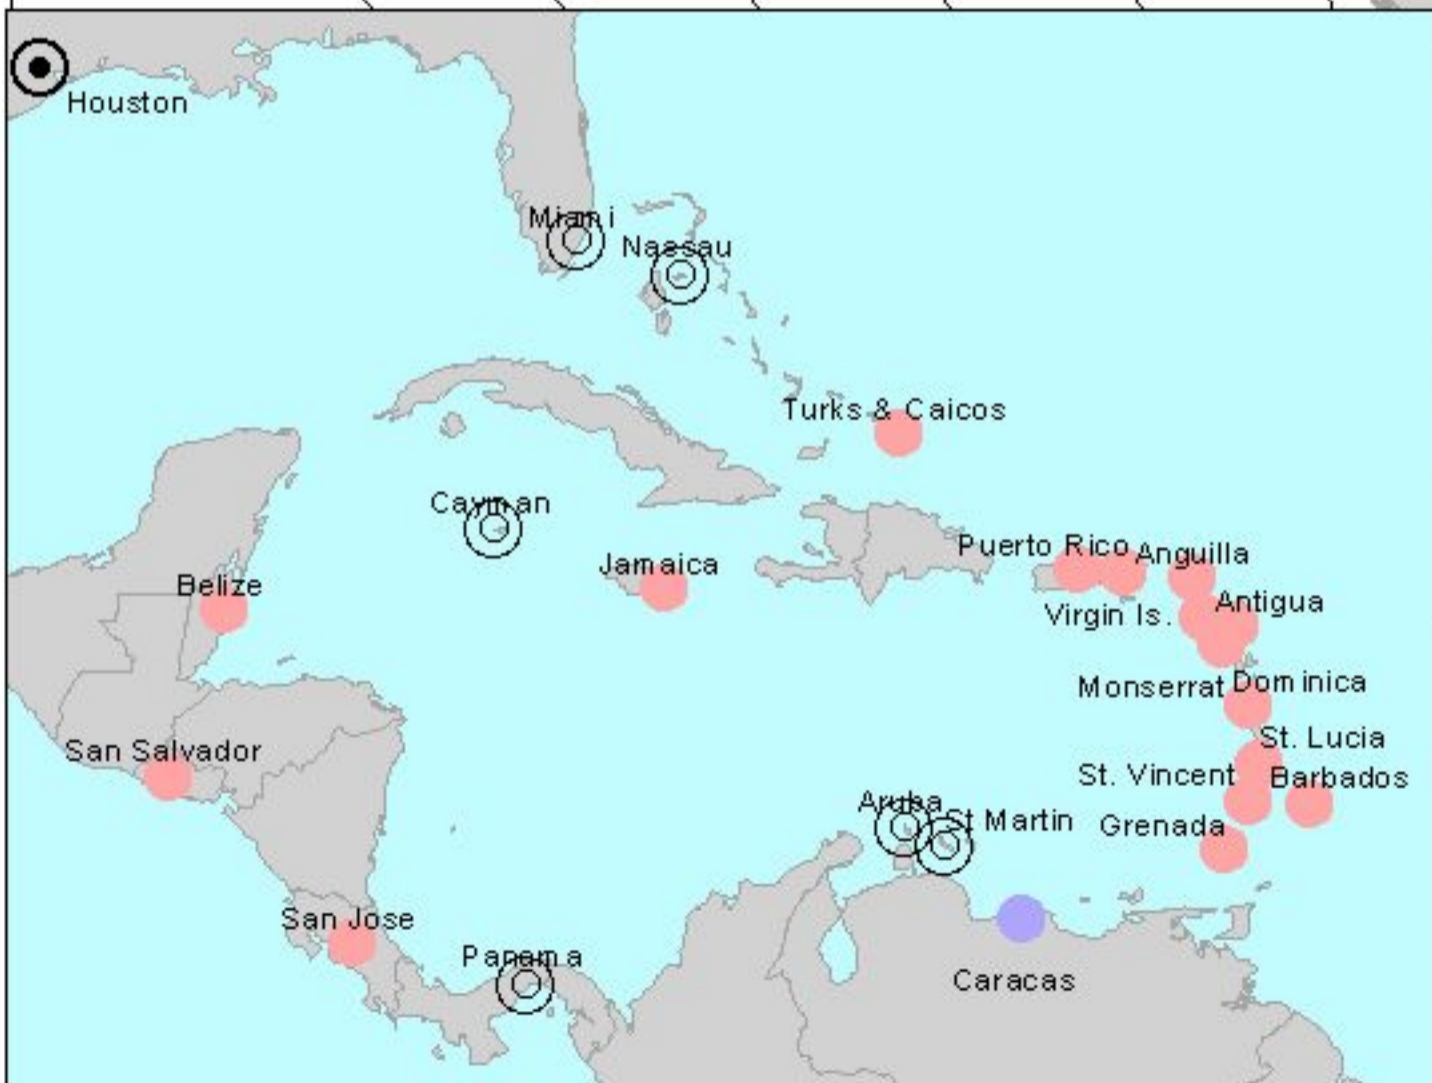 Houston
Miami
Nassau
Turks & Caicos
Cayman
Puerto Rico
Anguilla
Jamaica
Belize
Antigua
Virgin Is.
Dominica
Monserrat
St. Lucia
San Salvador
St. Vincent
Barbados
Aruba
St Martin
Grenada
San Jose
Panama
Caracas